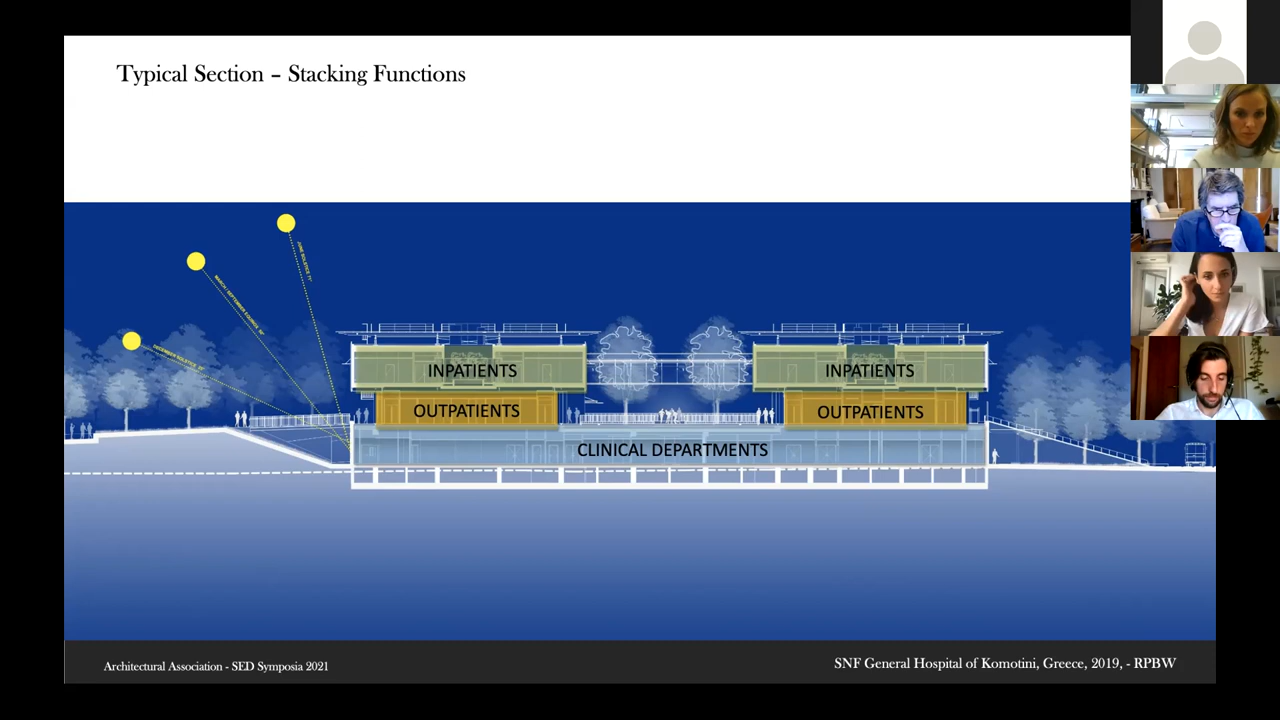 Typical Section – Stacking Functions
INPATIENTS
INPATIENTS
OUTPATIENTS
OUTPATIENTS
CLINICAL DEPARTMENTS
Architectural Association - SED Symposia 2021
SNF General Hospital of Komotini, Greece, 2019, - RPBW